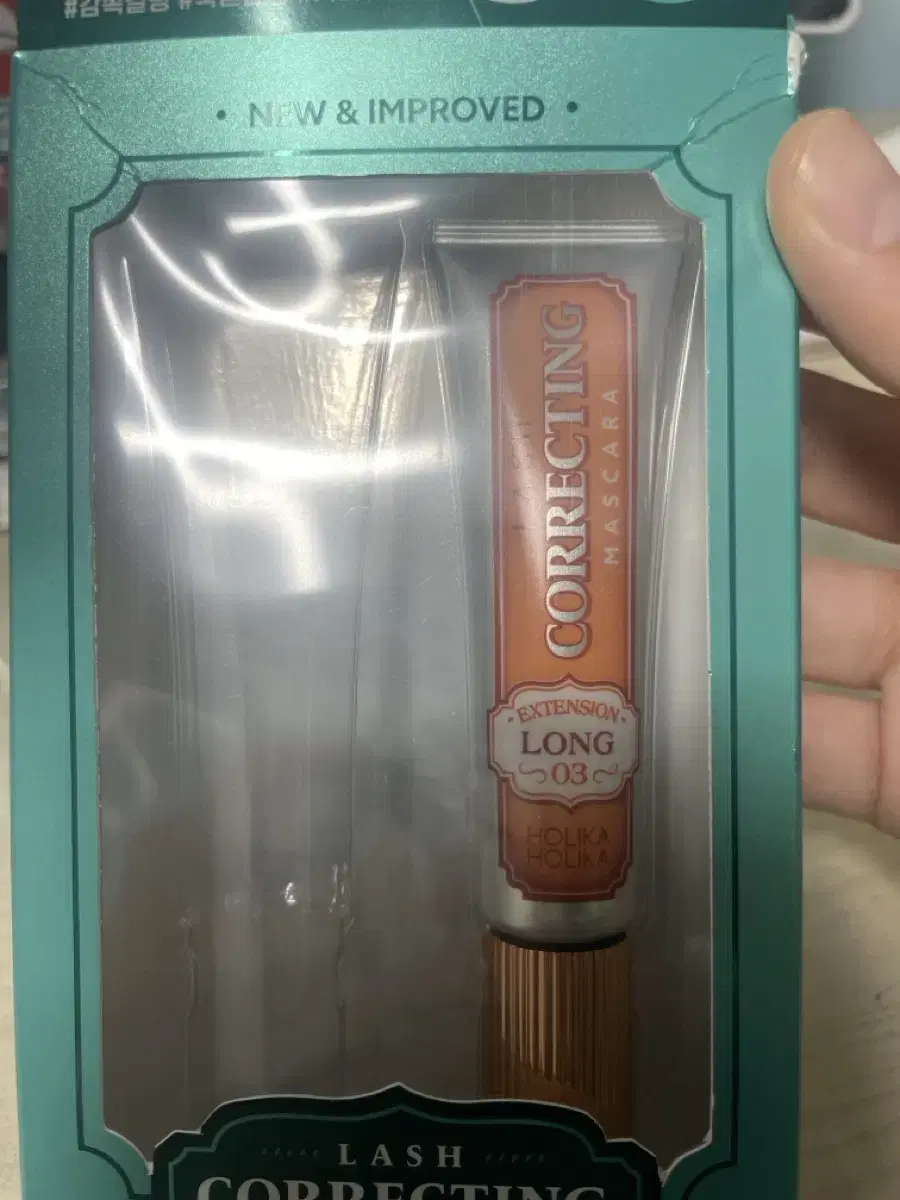 • NEW & IMPROVED •
CORRECTING
MASCARA
EXTENSION
LONG
03
HOLIKA
HOLIKA
LASH
CORRECTING